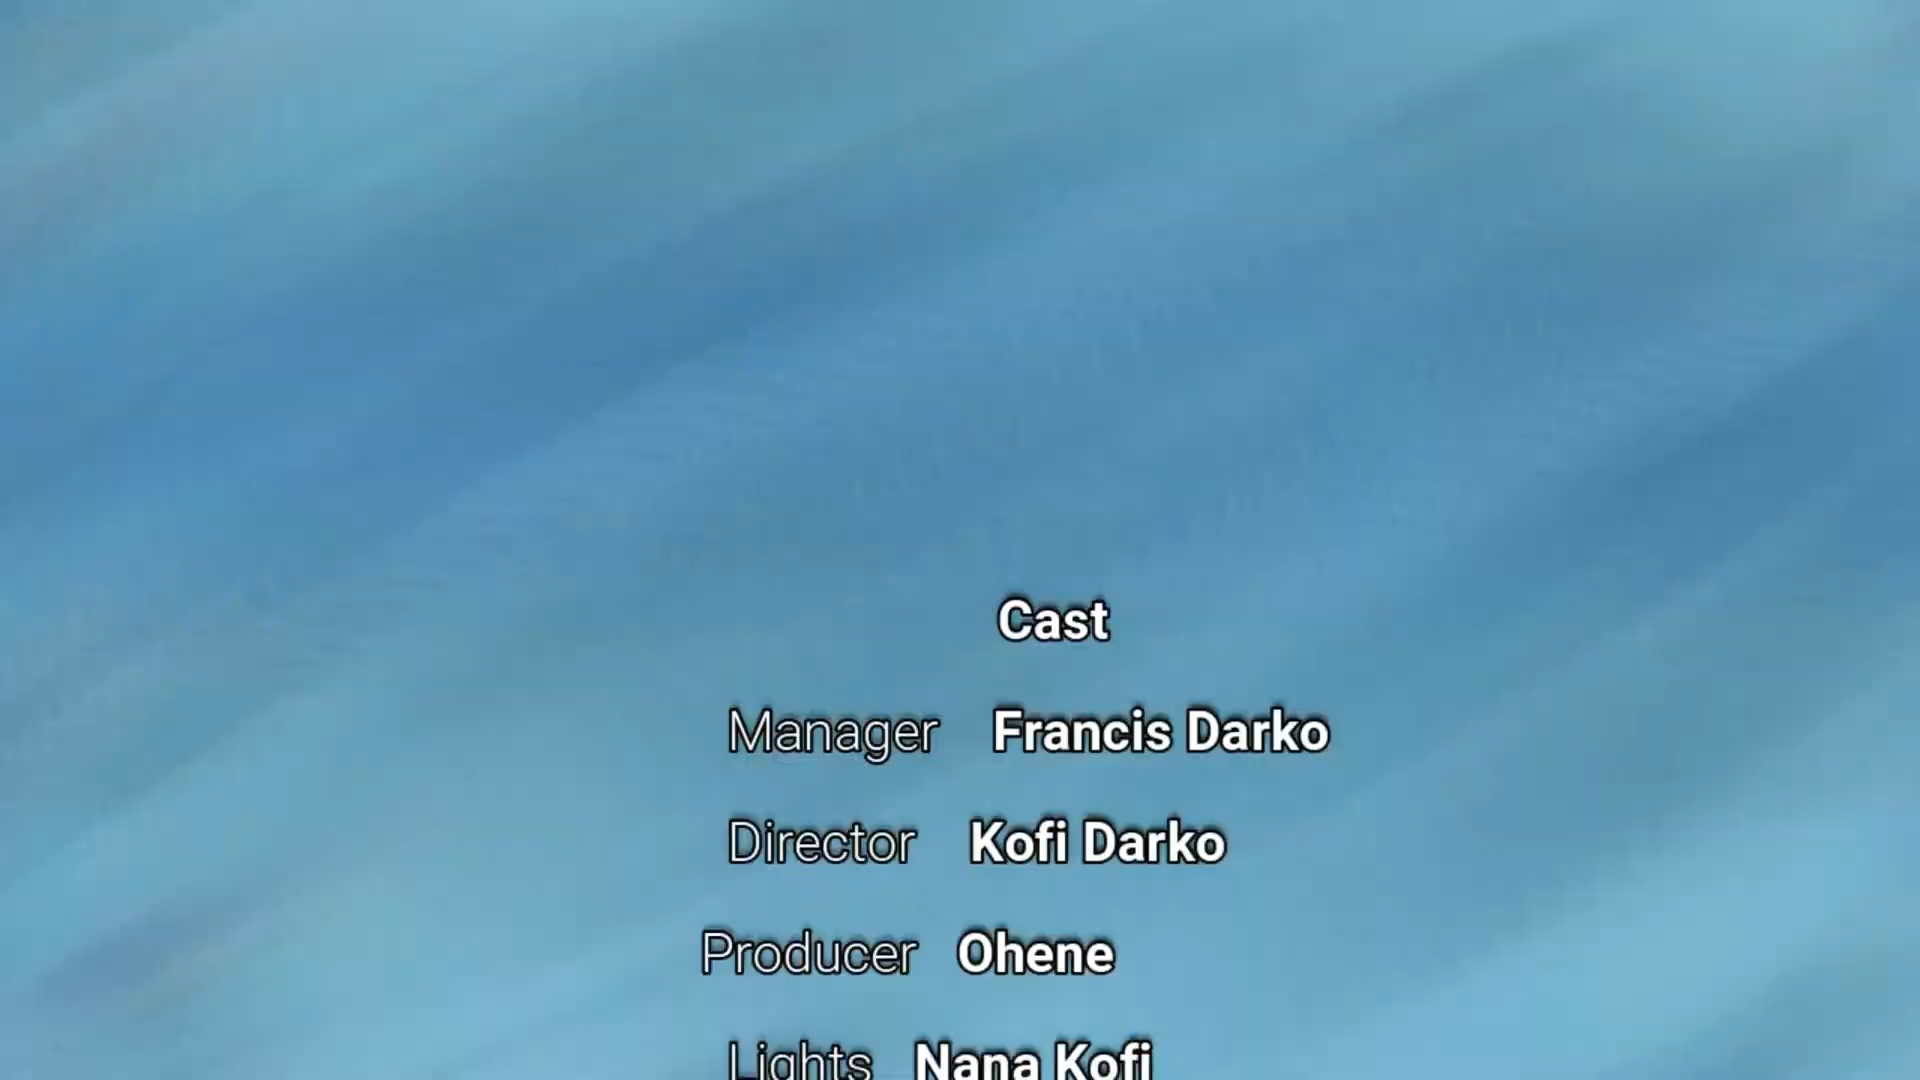 Cast
Manager Francis Darko
Director Kofi Darko
Producer Ohene
Lights Nana Kofi